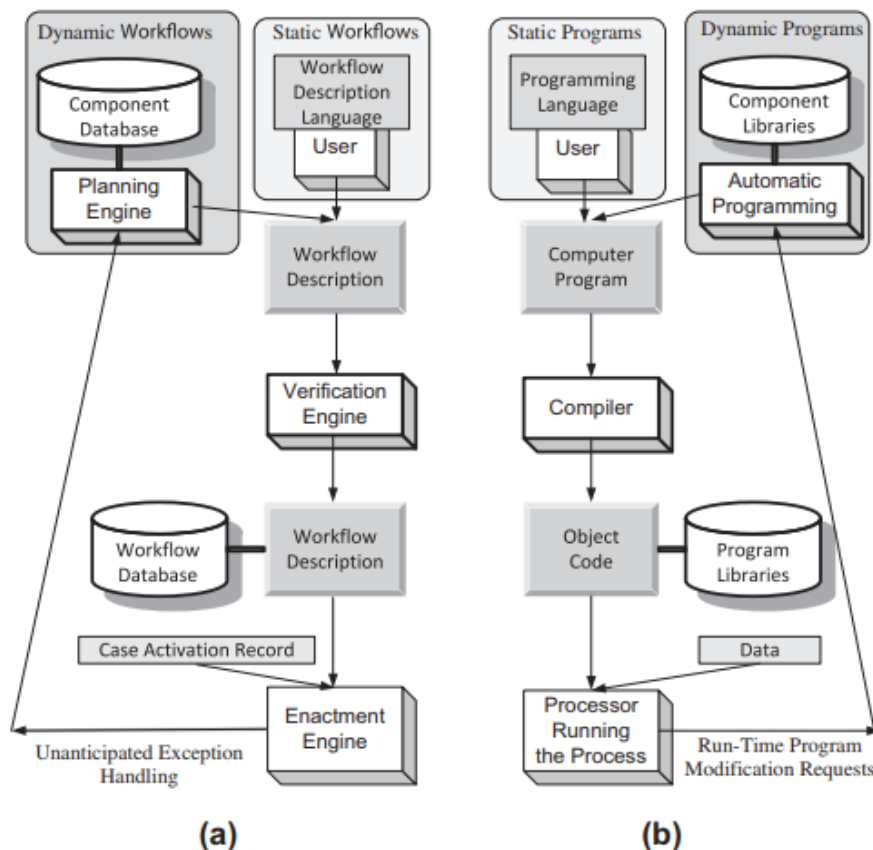 Dynamic Workflows
Component
Database
Planning
Engine
Static Workflows
Workflow
Description
Language
User
Workflow
Description
Verification
Engine
Workflow
Database
Workflow
Description
Case Activation Record
Enactment
Engine
Unanticipated Exception
Handling
(a)
Static Programs
Programming
Language
User
Dynamic Programs
Component
Libraries
Automatic
Programming
Computer
Program
Compiler
Object
Code
Program
Libraries
Data
Processor
Running
the Process
Run-Time Program
Modification Requests
(b)